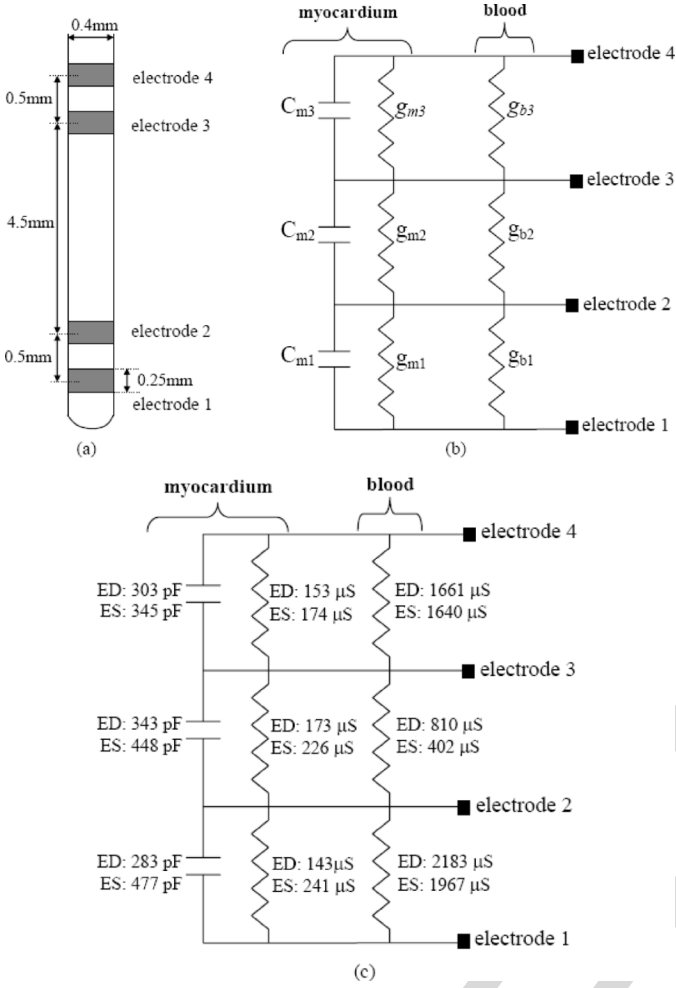 0.4mm
electrode 4
0.5mm
electrode 3
4.5mm
electrode 2
0.5mm
0.25mm
electrode 1
(a)
myocardium
blood
electrode 4
Cm3
gm3
gb3
electrode 3
Cm2
gm2
gb2
electrode 2
Cm1
gm1
gb1
electrode 1
(b)
myocardium
blood
electrode 4
ED: 303 pF
ES: 345 pF
ED: 153 μS
ES: 174 μS
ED: 1661 μS
ES: 1640 μS
electrode 3
ED: 343 pF
ES: 448 pF
ED: 173 μS
ES: 226 μS
ED: 810 μS
ES: 402 μS
electrode 2
ED: 283 pF
ES: 477 pF
ED: 143μS
ES: 241 μS
ED: 2183 μS
ES: 1967 μS
electrode 1
(c)